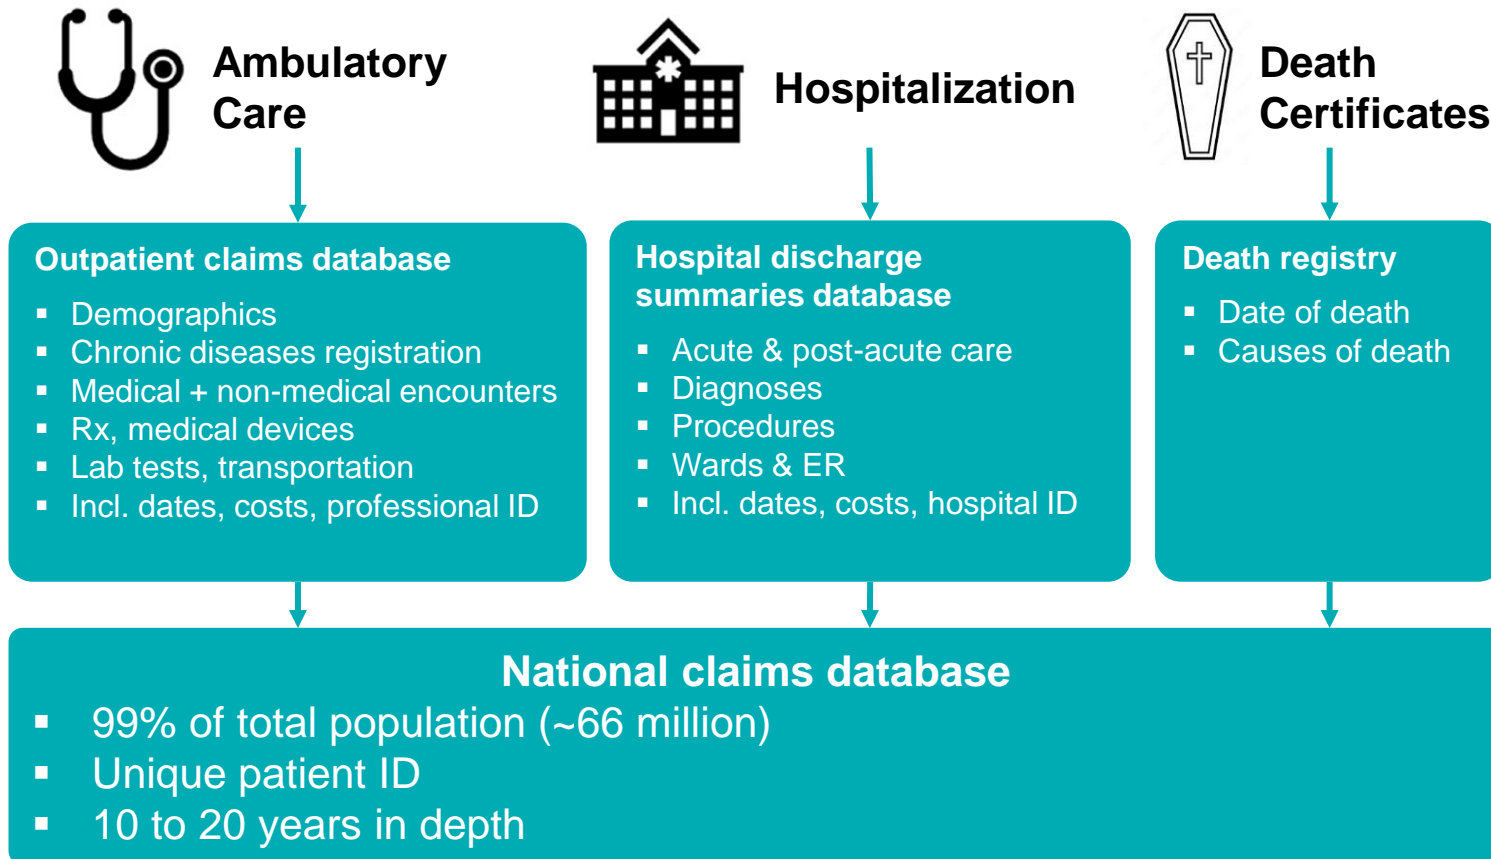 Ambulatory
Care
Hospitalization
Death
Certificates
Outpatient claims database
▪ Demographics
▪ Chronic diseases registration
▪ Medical + non-medical encounters
▪ Rx, medical devices
▪ Lab tests, transportation
▪ Incl. dates, costs, professional ID
Hospital discharge
summaries database
▪ Acute & post-acute care
▪ Diagnoses
▪ Procedures
▪ Wards & ER
▪ Incl. dates, costs, hospital ID
Death registry
▪ Date of death
▪ Causes of death
National claims database
▪ 99% of total population (~66 million)
▪ Unique patient ID
▪ 10 to 20 years in depth